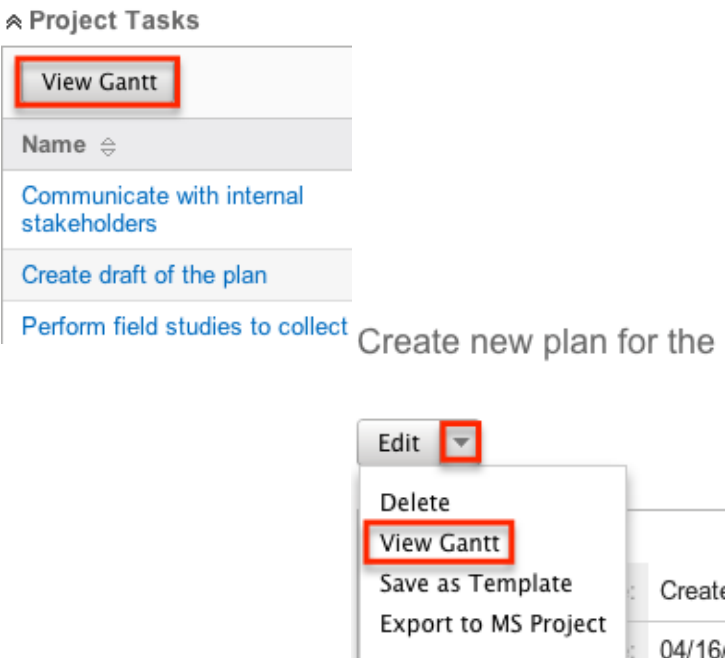 Project Tasks
View Gantt
Name
Communicate with internal
stakeholders
Create draft of the plan
Perform field studies to collect
Create new plan for the
Edit
Delete
View Gantt
Save as Template
Export to MS Project
: Create
: 04/16/